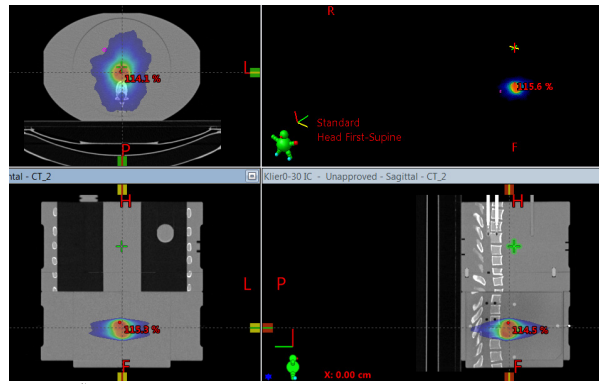 R
L
114.1 %
115.6 %
Standard
Head First-Supine
P
F
ntal - CT_2
Klier0-30 IC - Unapproved - Sagittal - CT_2
H
H
L
P
115.3 %
114.5 %
F
F
X: 0.00 cm